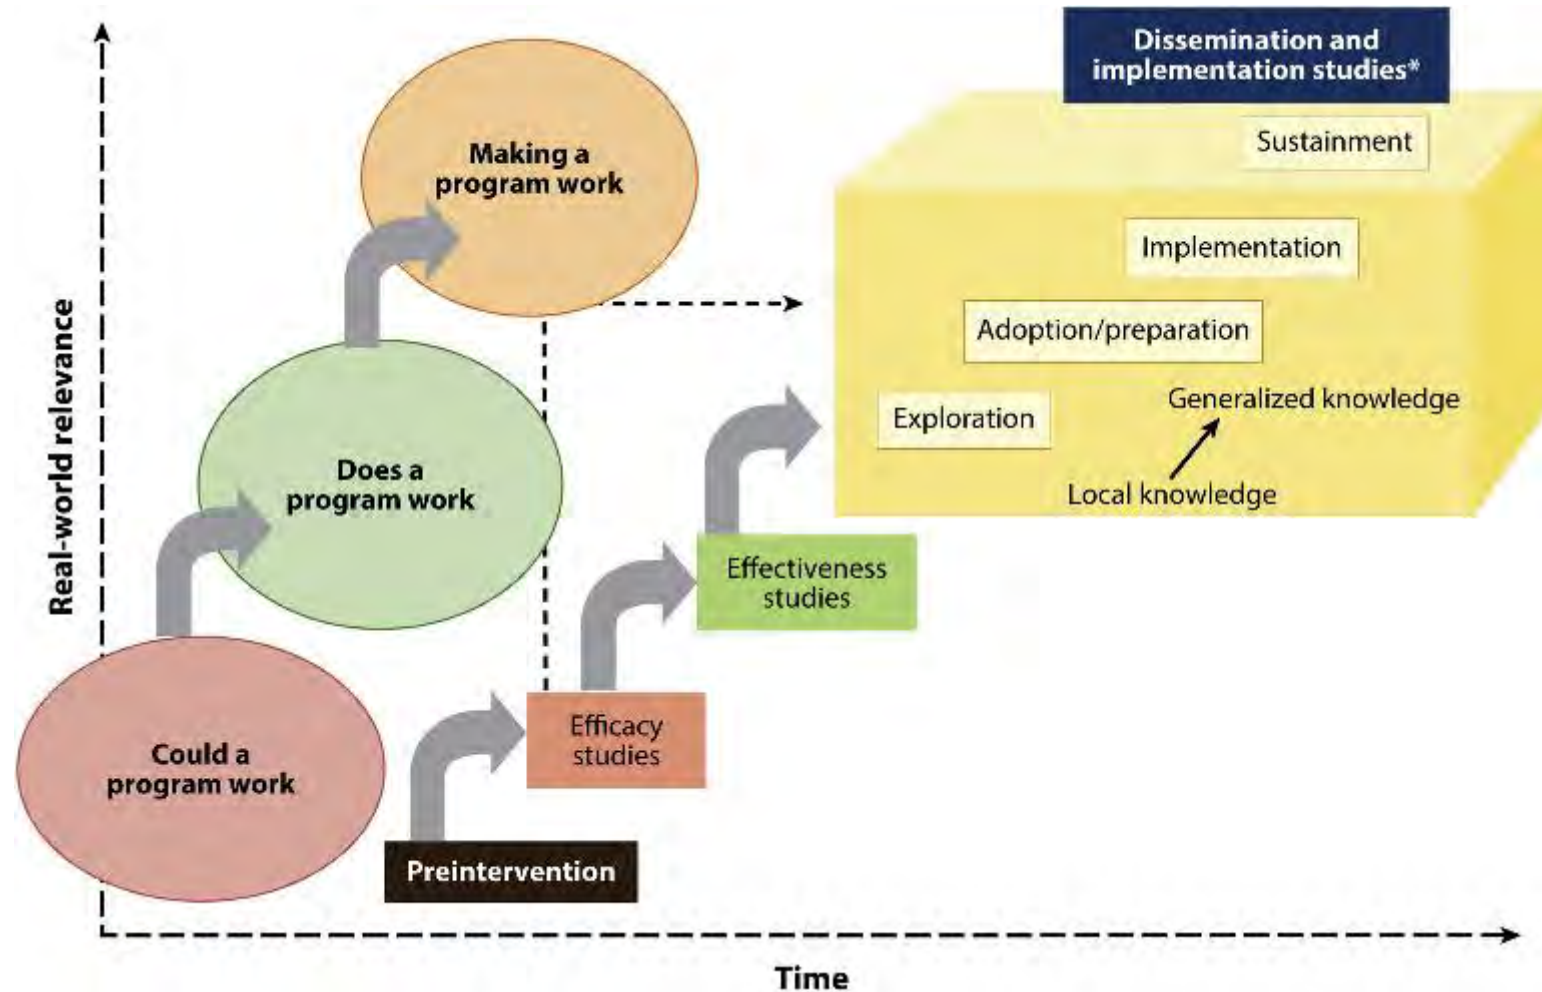 Dissemination and
implementation studies*
Sustainment
Making a
program work
Implementation
Adoption/preparation
Generalized knowledge
Exploration
Local knowledge
Real-world relevance
Does a
program work
Effectiveness
studies
Efficacy
studies
Could a
program work
Preintervention
Time